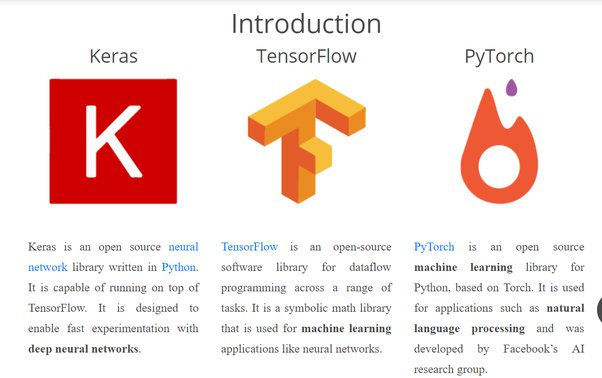 Introduction
Keras
TensorFlow
PyTorch
K
Keras is an open source neural
network library written in Python.
It is capable of running on top of
TensorFlow. It is designed to
enable fast experimentation with
deep neural networks.
TensorFlow is an open-source
software library for dataflow
programming across a range of
tasks. It is a symbolic math library
that is used for machine learning
applications like neural networks.
PyTorch is an open source
machine learning library for
Python, based on Torch. It is used
for applications such as natural
language processing and was
developed by Facebook’s AI
research group.